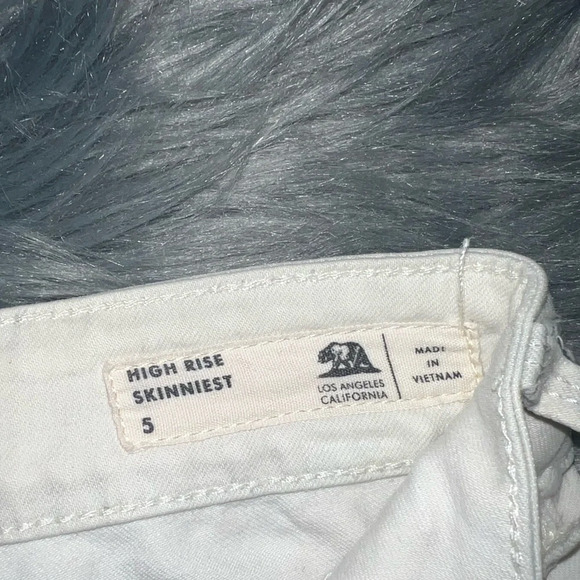 HIGH RISE
SKINNIEST
5
LOS ANGELES
CALIFORNIA
MADE
IN
VIETNAM